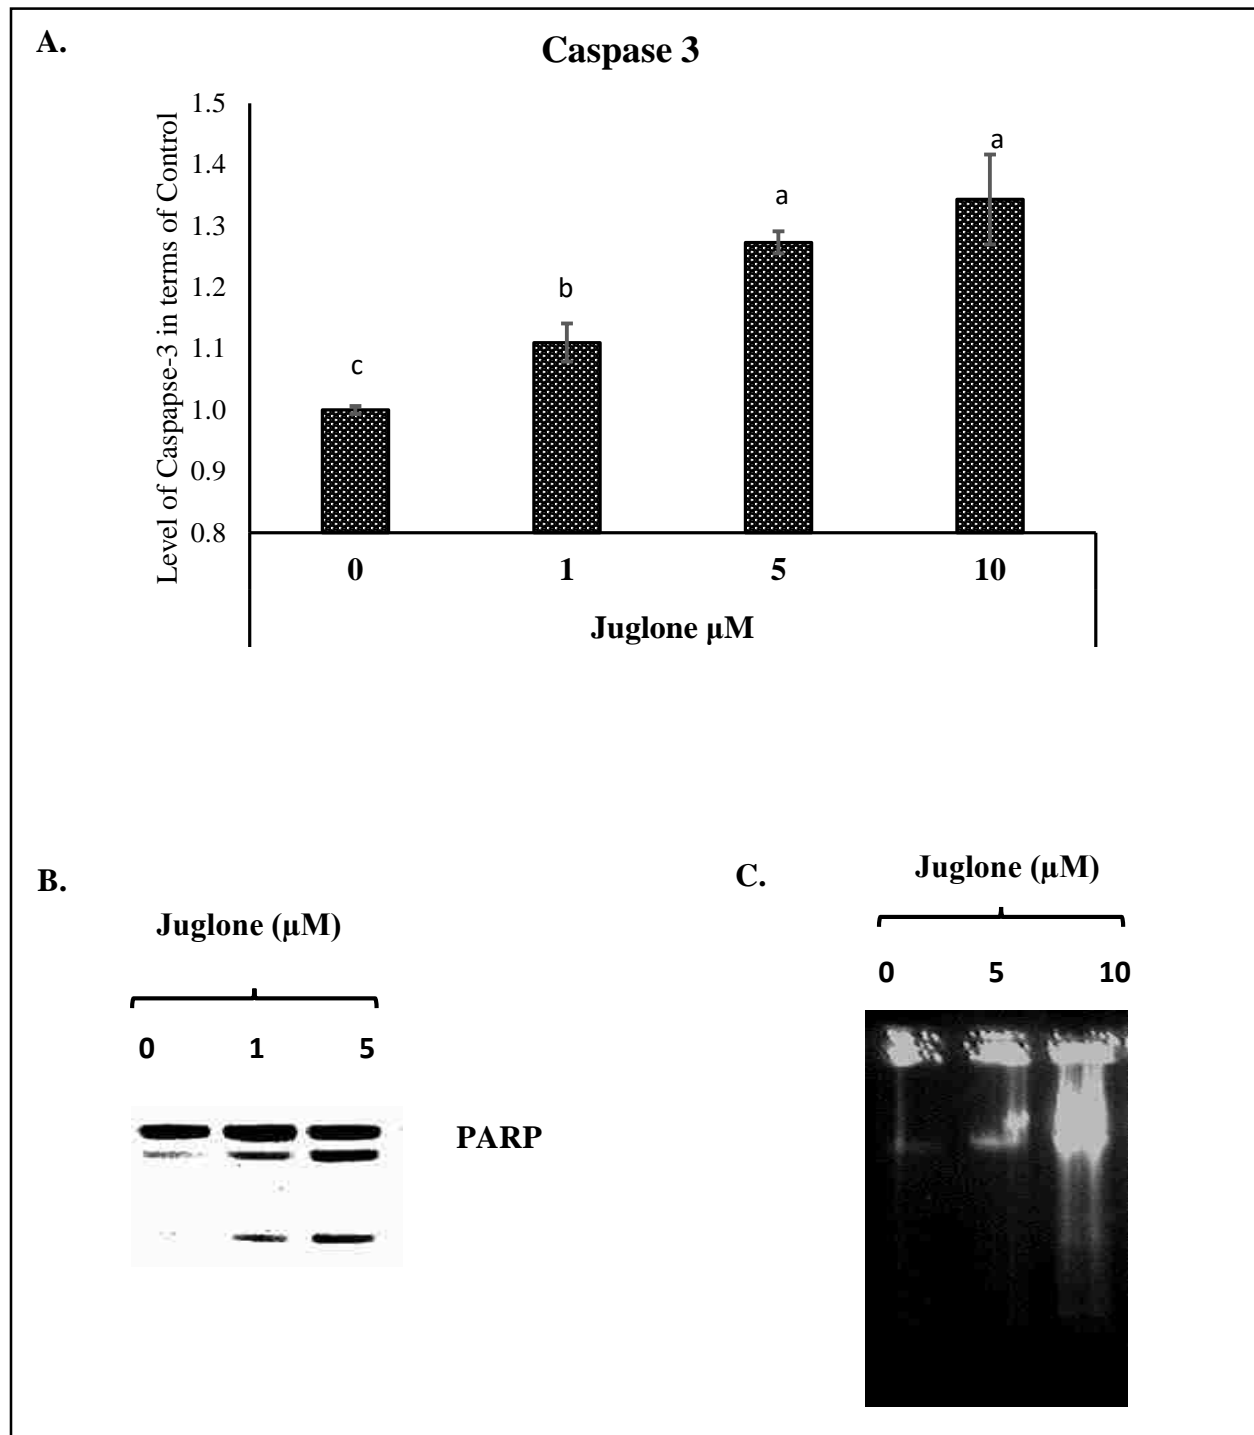 A.
Caspase 3
Level of Caspapse-3 in terms of Control
1.5
1.4
1.3
1.2
1.1
1.0
0.9
0.8
c
b
a
a
0 1 5 10
Juglone µM
B.
Juglone (µM)
0 1 5
PARP
C.
Juglone (µM)
0 5 10